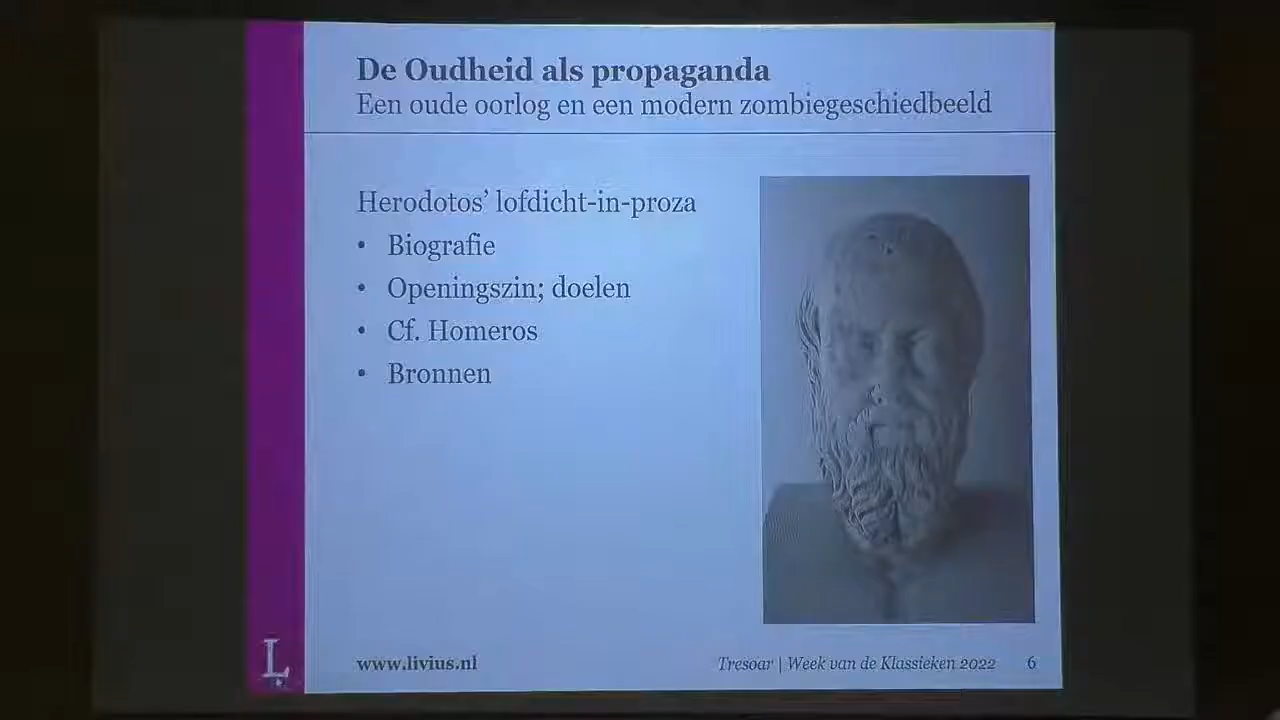 De Oudheid als propaganda
Een oude oorlog en een modern zombiegeschiedbeeld
Herodotos’ lofdicht-in-proza
• Biografie
• Openingszin; doelen
• Cf. Homeros
• Bronnen
L
www.livius.nl
Tresoar | Week van de Klassieken 2022 6